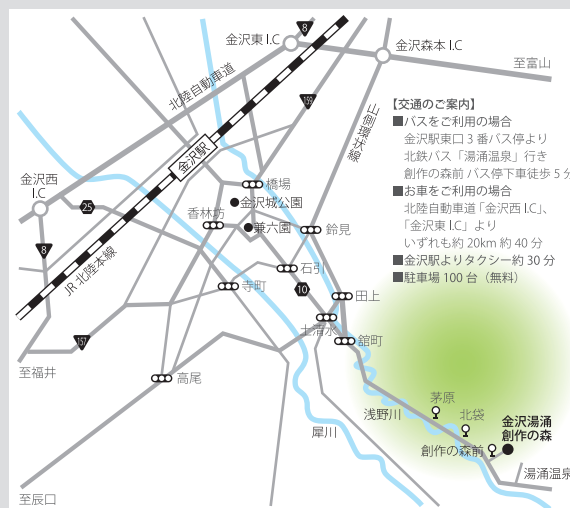 8
金沢東 I.C
金沢森本 I.C
至富山
北陸自動車道
159
山側環状線
【交通のご案内】
■バスをご利用の場合
金沢駅東口 3 番バス停より
北鉄バス「湯涌温泉」行き
創作の森前 バス停下車徒歩 5 分
■お車をご利用の場合
北陸自動車道「金沢西 I.C」、
「金沢東 I.C」より
いずれも約 20km 約 40 分
■金沢駅よりタクシー約 30 分
■駐車場 100 台（無料）
金沢駅
金沢西
I.C
25
橋場
金沢城公園
香林坊
兼六園
鈴見
8
JR 北陸本線
石引
寺町
10
田上
土清水
舘町
157
至福井
高尾
茅原
浅野川
北袋
金沢湯涌
創作の森
犀川
創作の森前
湯涌温泉
至辰口